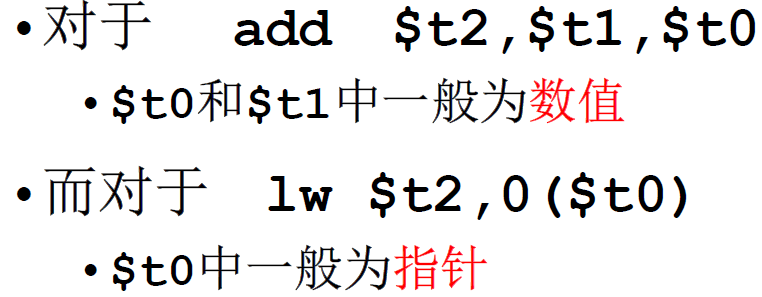 •对于 add $t2,$t1,$t0
•$t0和$t1中一般为数值
•而对于 lw $t2,0($t0)
•$t0中一般为指针